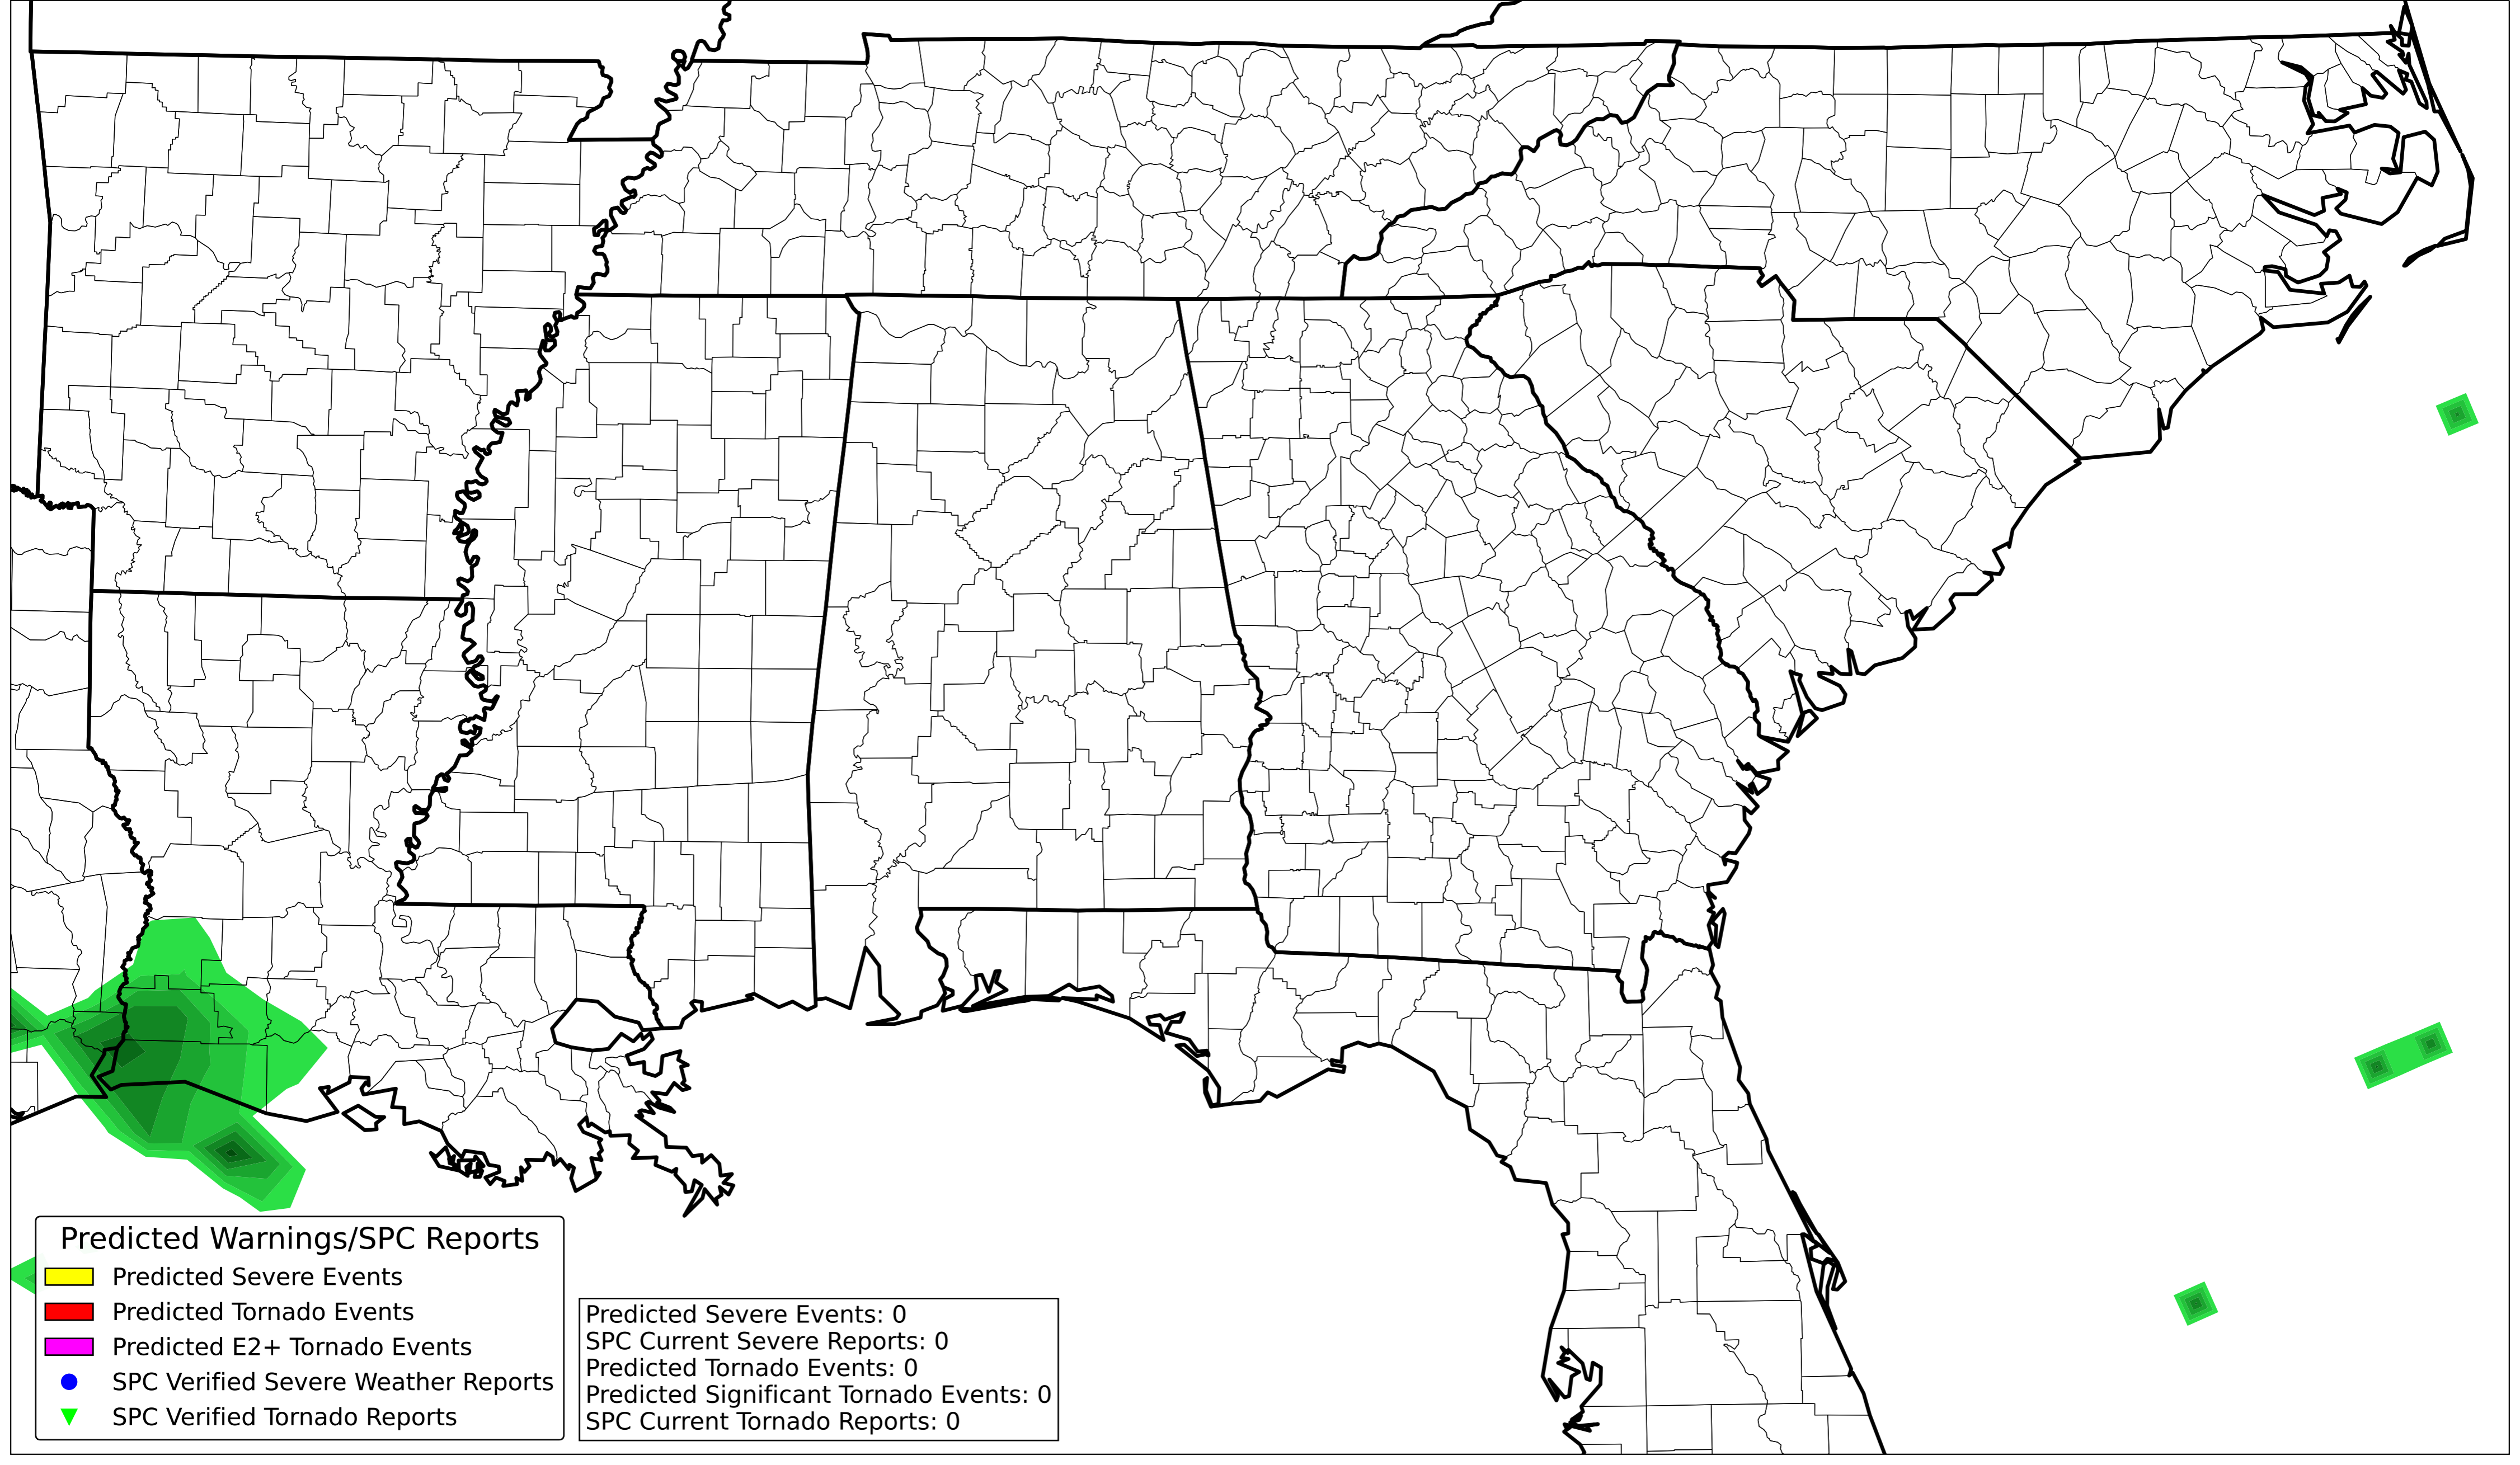 Predicted Warnings/SPC Reports
Predicted Severe Events
Predicted Tornado Events
Predicted E2+ Tornado Events
SPC Verified Severe Weather Reports
SPC Verified Tornado Reports
Predicted Severe Events: 0
SPC Current Severe Reports: 0
Predicted Tornado Events: 0
Predicted Significant Tornado Events: 0
SPC Current Tornado Reports: 0